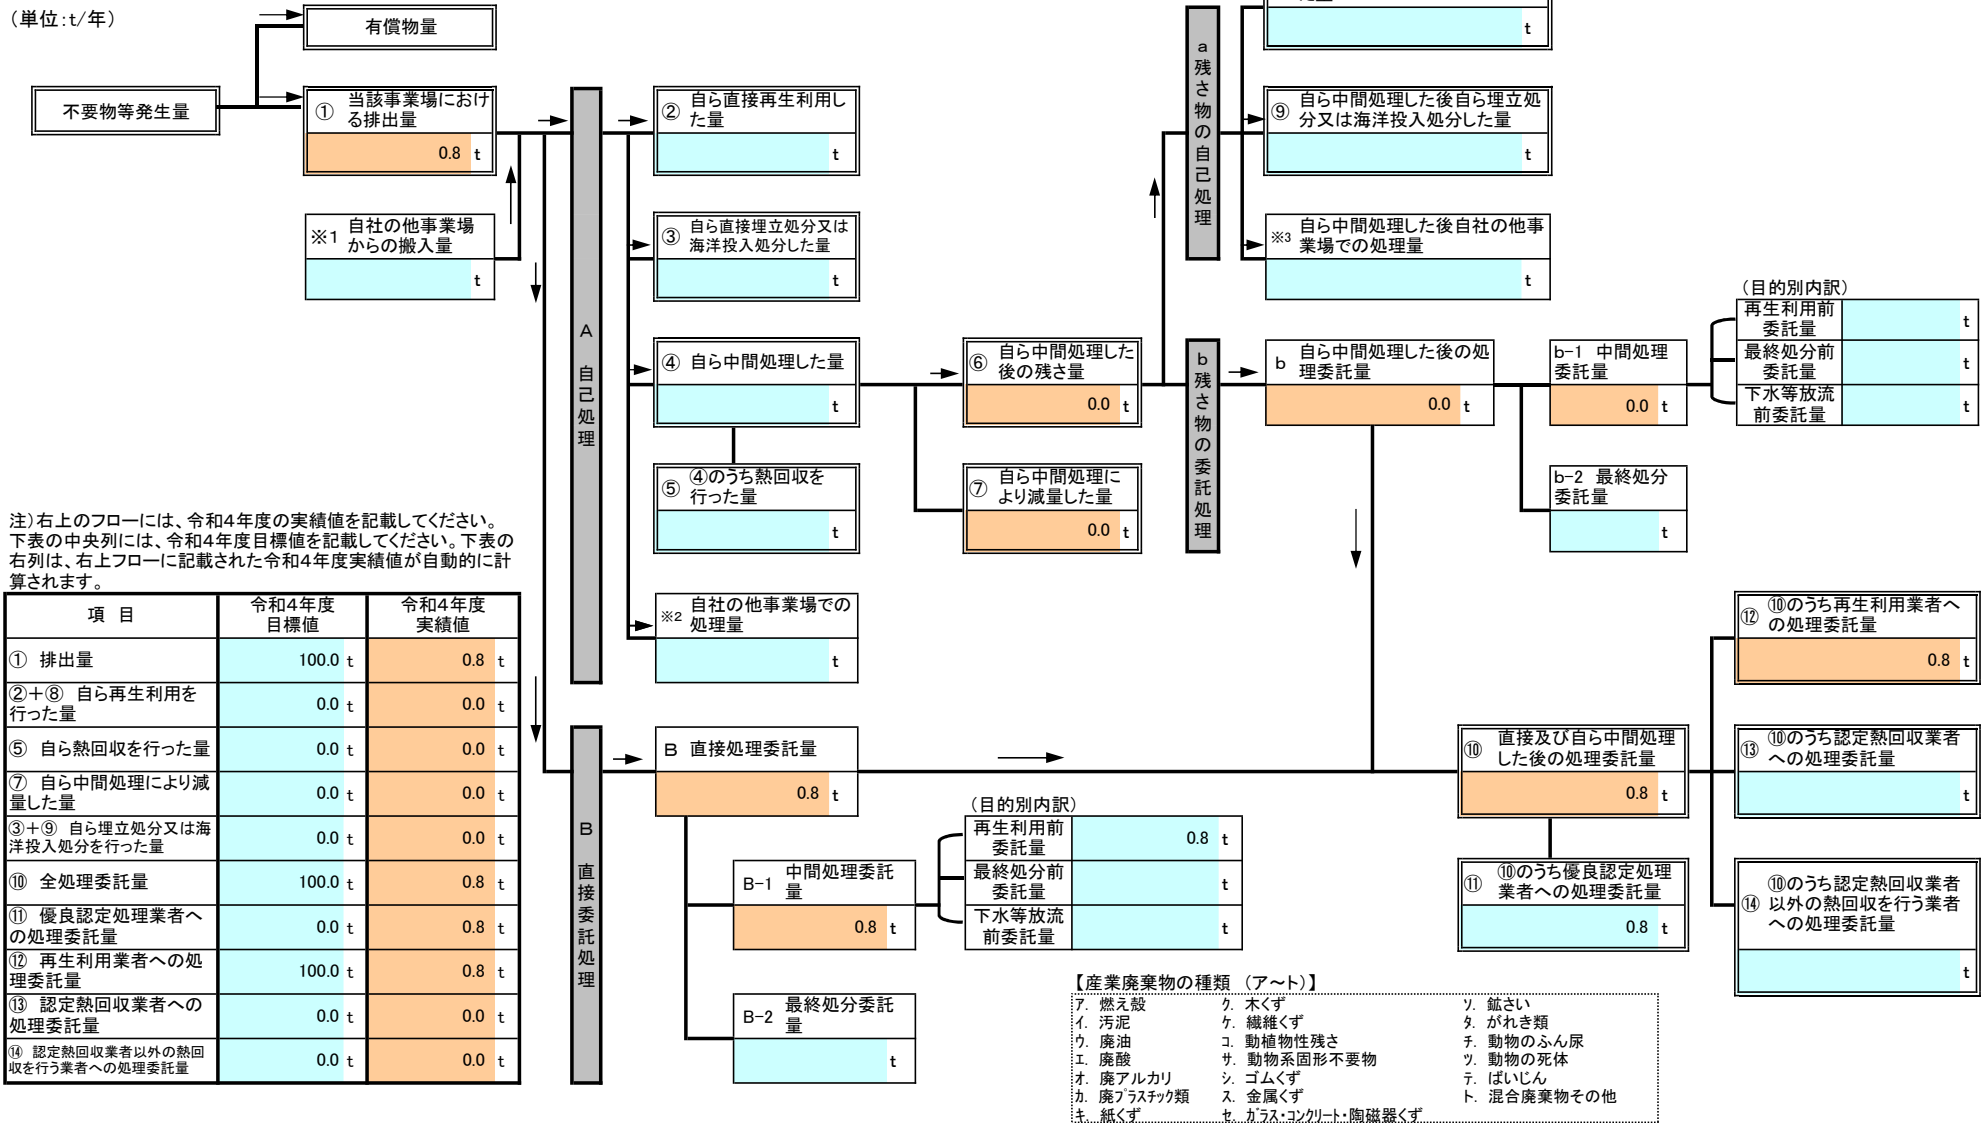 （単位：t/年）
有償物量
不要物等発生量
① 当該事業場におけ
る排出量
0.8 t
※1 自社の他事業場
からの搬入量
t
A 自己処理
② 自ら直接再生利用し
た量
t
③ 自ら直接埋立処分又は
海洋投入処分した量
t
④ 自ら中間処理した量
t
⑤ ④のうち熱回収を
行った量
t
※2 自社の他事業場での
処理量
t
⑥ 自ら中間処理した
後の残さ量
0.0 t
⑦ 自ら中間処理に
より減量した量
0.0 t
a 残さ物の自己処理
t
⑨ 自ら中間処理した後自ら埋立処
分又は海洋投入処分した量
t
※3 自ら中間処理した後自社の他事
業場での処理量
t
b 残さ物の委託処理
b 自ら中間処理した後の処
理委託量
0.0 t
b-1 中間処理
委託量
0.0 t
b-2 最終処分
委託量
t
（目的別内訳）
再生利用前
委託量
t
最終処分前
委託量
t
下水等放流
前委託量
t
注）右上のフローには、令和４年度の実績値を記載してください。
下表の中央列には、令和４年度目標値を記載してください。下表の
右列は、右上フローに記載された令和４年度実績値が自動的に計
算されます。
項 目 令和４年度 令和４年度
目標値 実績値
① 排出量 100.0 t 0.8 t
②＋⑧ 自ら再生利用を
行った量 0.0 t 0.0 t
⑤ 自ら熱回収を行った量 0.0 t 0.0 t
⑦ 自ら中間処理により減
量した量 0.0 t 0.0 t
③＋⑨ 自ら埋立処分又は海
洋投入処分を行った量 0.0 t 0.0 t
⑩ 全処理委託量 100.0 t 0.8 t
⑪ 優良認定処理業者へ
の処理委託量 0.0 t 0.8 t
⑫ 再生利用業者への処
理委託量 100.0 t 0.8 t
⑬ 認定熱回収業者への
処理委託量 0.0 t 0.0 t
⑭ 認定熱回収業者以外の熱回
収を行う業者への処理委託量 0.0 t 0.0 t
B 直接委託処理
B 直接処理委託量
0.8 t
B-1 中間処理委託
量
0.8 t
B-2 最終処分委託
量
t
（目的別内訳）
再生利用前
委託量
0.8 t
最終処分前
委託量
t
下水等放流
前委託量
t
⑩ 直接及び自ら中間処理
した後の処理委託量
0.8 t
⑪ ⑩のうち優良認定処理
業者への処理委託量
0.8 t
⑫ ⑩のうち再生利用業者へ
の処理委託量
0.8 t
⑬ ⑩のうち認定熱回収業者
への処理委託量
t
⑭ ⑩のうち認定熱回収業者
以外の熱回収を行う業者
への処理委託量
t
【産業廃棄物の種類 （ア～ト）】
ア. 燃え殻 ク. 木くず ソ. 鉱さい
イ. 汚泥 ケ. 繊維くず タ. がれき類
ウ. 廃油 コ. 動植物性残さ チ. 動物のふん尿
エ. 廃酸 サ. 動物系固形不要物 ツ. 動物の死体
オ. 廃アルカリ シ. ゴムくず テ. ばいじん
カ. 廃プラスチック類 ス. 金属くず ト. 混合廃棄物その他
キ. 紙くず セ. ガラス・コンクリート・陶磁器くず